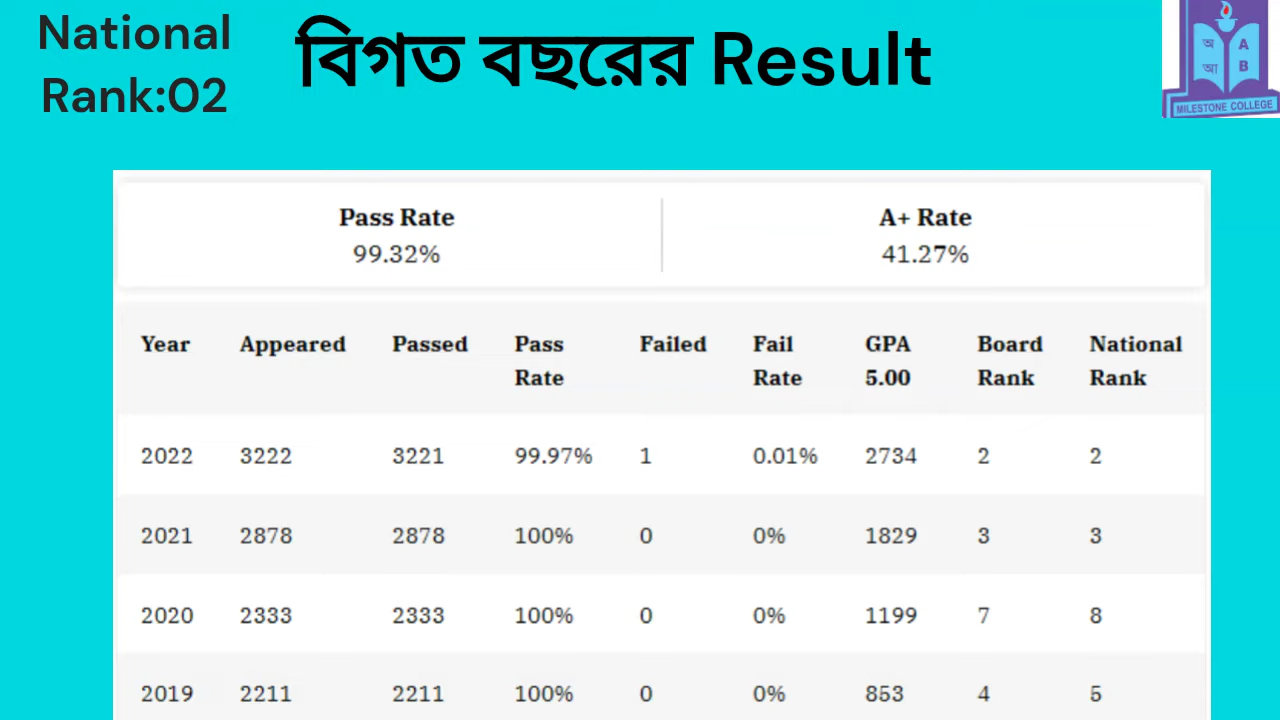 National
Rank:02
বিগত বছরের Result
অ A
আ B
MILESTONE COLLEGE
Pass Rate A+ Rate
99.32% 41.27%
Year Appeared Passed Pass Rate Failed Fail Rate GPA 5.00 Board Rank National Rank
2022 3222 3221 99.97% 1 0.01% 2734 2 2
2021 2878 2878 100% 0 0% 1829 3 3
2020 2333 2333 100% 0 0% 1199 7 8
2019 2211 2211 100% 0 0% 853 4 5